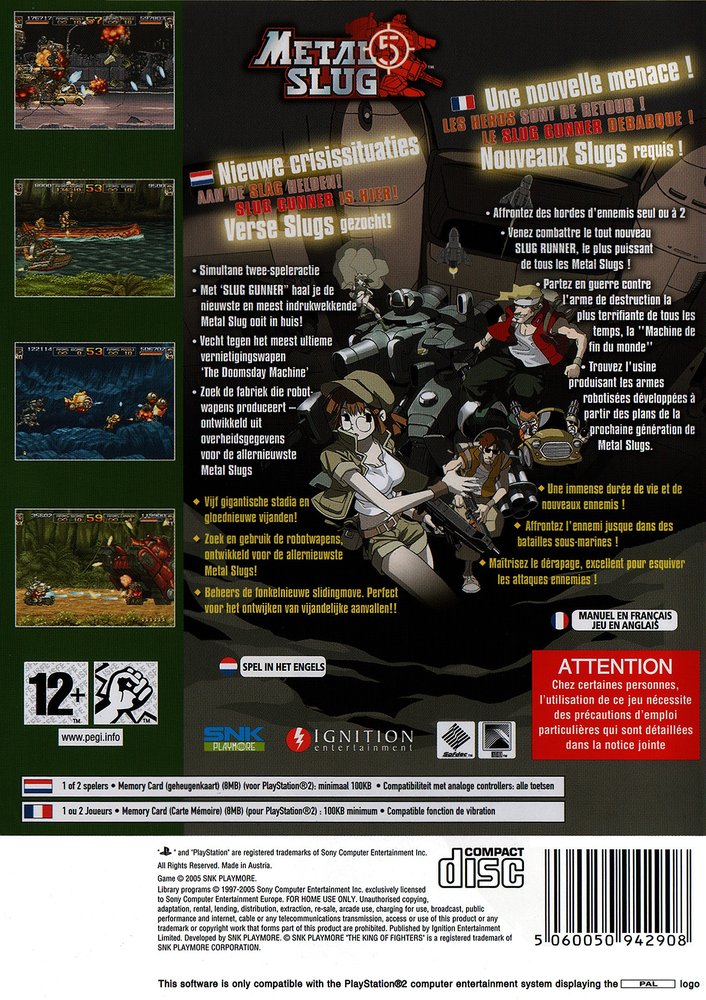 METAL SLUG 5
Nieuwe crisissituaties
AAN DE SLAG HELDEN!
SLUG GUNNER IS HIER!
Verse Slugs gezocht!
• Simultane twee-speleractie
• Met 'SLUG GUNNER" haal je de
nieuwste en meest indrukwekkende
Metal Slug ooit in huis!
• Vecht tegen het meest ultieme
vernietigingswapen
'The Doomsday Machine'
• Zoek de fabriek die robot-
wapens produceert –
ontwikkeld uit
overheidsgegevens
voor de allernieuwste
Metal Slugs
Vijf gigantische stadia en
gloednieuwe vijanden!
Zoek en gebruik de robotwapens,
ontwikkeld voor de allernieuwste
Metal Slugs!
Beheers de fonkelnieuwe slidingmove. Perfect
voor het ontwijken van vijandelijke aanvallen!!
SPEL IN HET ENGELS
Une nouvelle menace !
LES HEROS SONT DE RETOUR !
LE SLUG GUNNER DEBARQUE !
Nouveaux Slugs requis !
• Affrontez des hordes d'ennemis seul ou à 2
• Venez combattre le tout nouveau
SLUG RUNNER, le plus puissant
de tous les Metal Slugs !
• Partez en guerre contre
l'arme de destruction la
plus terrifiante de tous les
temps, la "Machine de
fin du monde"
• Trouvez l'usine
produisant les armes
robotisées développées à
partir des plans de la
prochaine génération de
Metal Slugs.
Une immense durée de vie et de
nouveaux ennemis !
Affrontez l'ennemi jusque dans des
batailles sous-marines !
Maîtrisez le dérapage, excellent pour esquiver
les attaques ennemies !
MANUEL EN FRANÇAIS
JEU EN ANGLAIS
ATTENTION
Chez certaines personnes,
l'utilisation de ce jeu nécessite
des précautions d'emploi
particulières qui sont détaillées
dans la notice jointe
12+
www.pegi.info
SNK
PLAYMORE
IGNITION
entertainment
Sofdec
1 of 2 spelers • Memory Card (geheugenkaart) (8MB) (voor PlayStation®2): minimaal 100KB • Compatibiliteit met analoge controllers: alle toetsen
1 ou 2 Joueurs • Memory Card (Carte Mémoire) (8MB) (pour PlayStation®2) : 100KB minimum • Compatible fonction de vibration
" " and "PlayStation" are registered trademarks of Sony Computer Entertainment Inc.
All Rights Reserved. Made in Austria.
Game © 2005 SNK PLAYMORE.
Library programs © 1997-2005 Sony Computer Entertainment Inc. exclusively licensed
to Sony Computer Entertainment Europe. FOR HOME USE ONLY. Unauthorised copying,
adaptation, rental, lending, distribution, extraction, re-sale, arcade use, charging for use, broadcast, public
performance and internet, cable or any telecommunications transmission, access or use of this product or any
trademark or copyright work that forms part of this product are prohibited. Published by Ignition Entertainment
Limited. Developed by SNK PLAYMORE. © SNK PLAYMORE "THE KING OF FIGHTERS" is a registered trademark of
SNK PLAYMORE CORPORATION.
COMPACT
disc
5 060050 942908
This software is only compatible with the PlayStation®2 computer entertainment system displaying the PAL logo